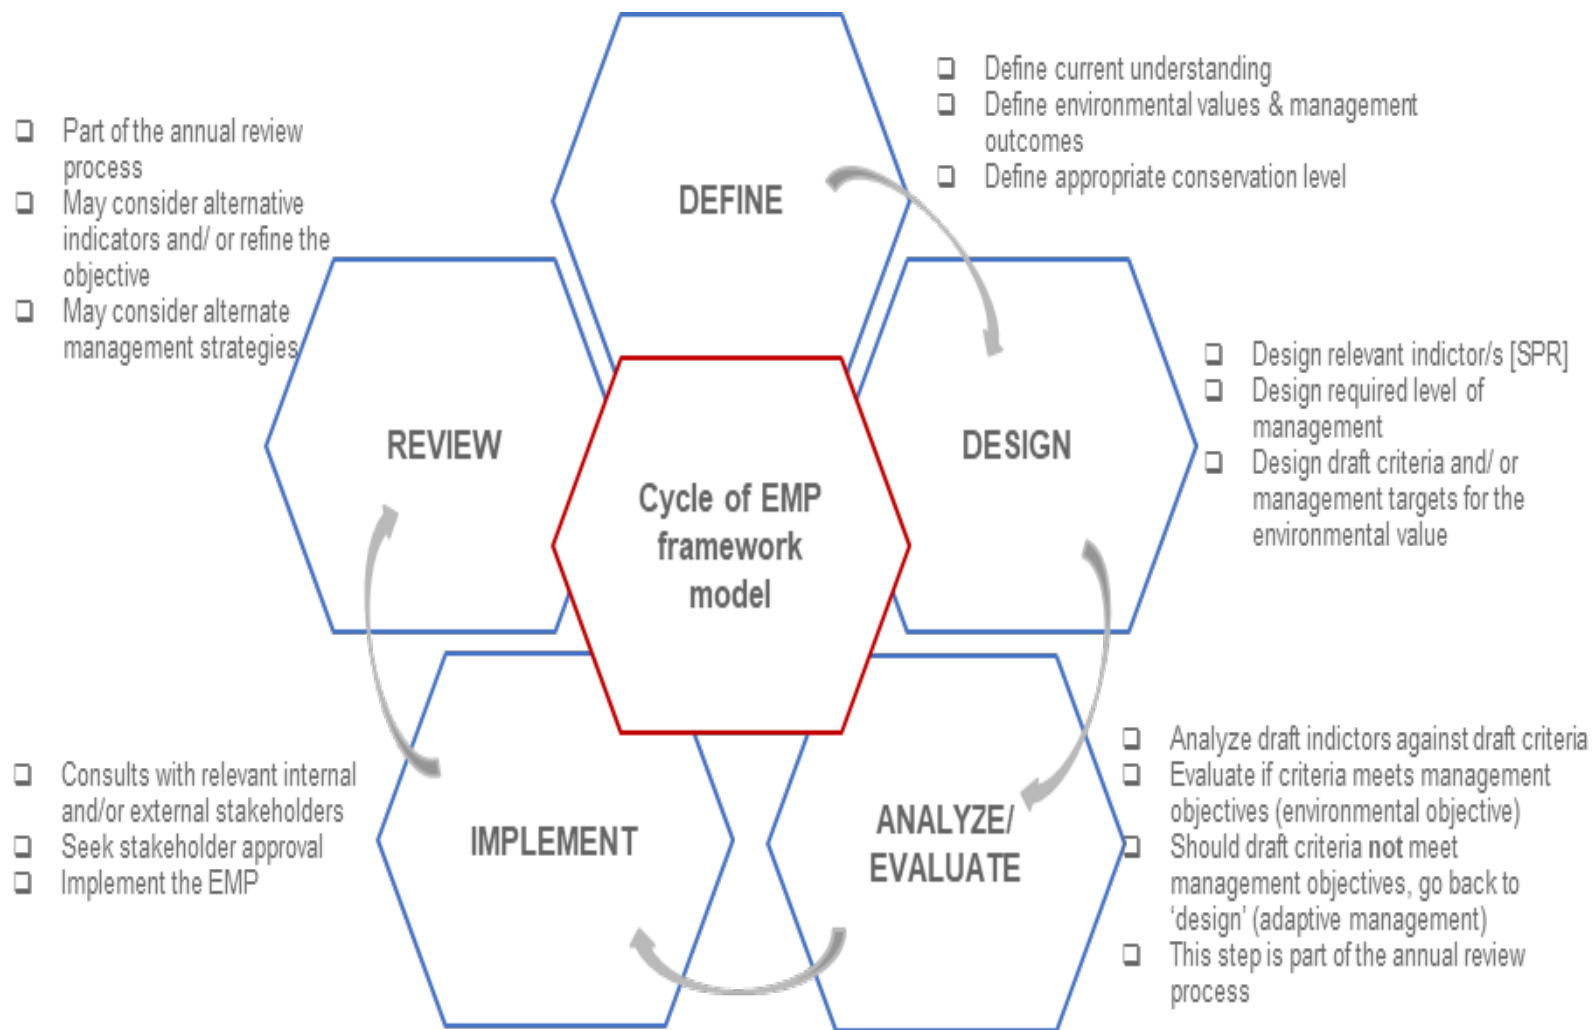 DEFINE
❑ Define current understanding
❑ Define environmental values & management
outcomes
❑ Define appropriate conservation level
DESIGN
❑ Design relevant indictor/s [SPR]
❑ Design required level of
management
❑ Design draft criteria and/ or
management targets for the
environmental value
ANALYZE/
EVALUATE
❑ Analyze draft indictors against draft criteria
❑ Evaluate if criteria meets management
objectives (environmental objective)
❑ Should draft criteria not meet
management objectives, go back to
‘design’ (adaptive management)
❑ This step is part of the annual review
process
IMPLEMENT
❑ Consults with relevant internal
and/or external stakeholders
❑ Seek stakeholder approval
❑ Implement the EMP
REVIEW
❑ Part of the annual review
process
❑ May consider alternative
indicators and/ or refine the
objective
❑ May consider alternate
management strategies
Cycle of EMP
framework
model